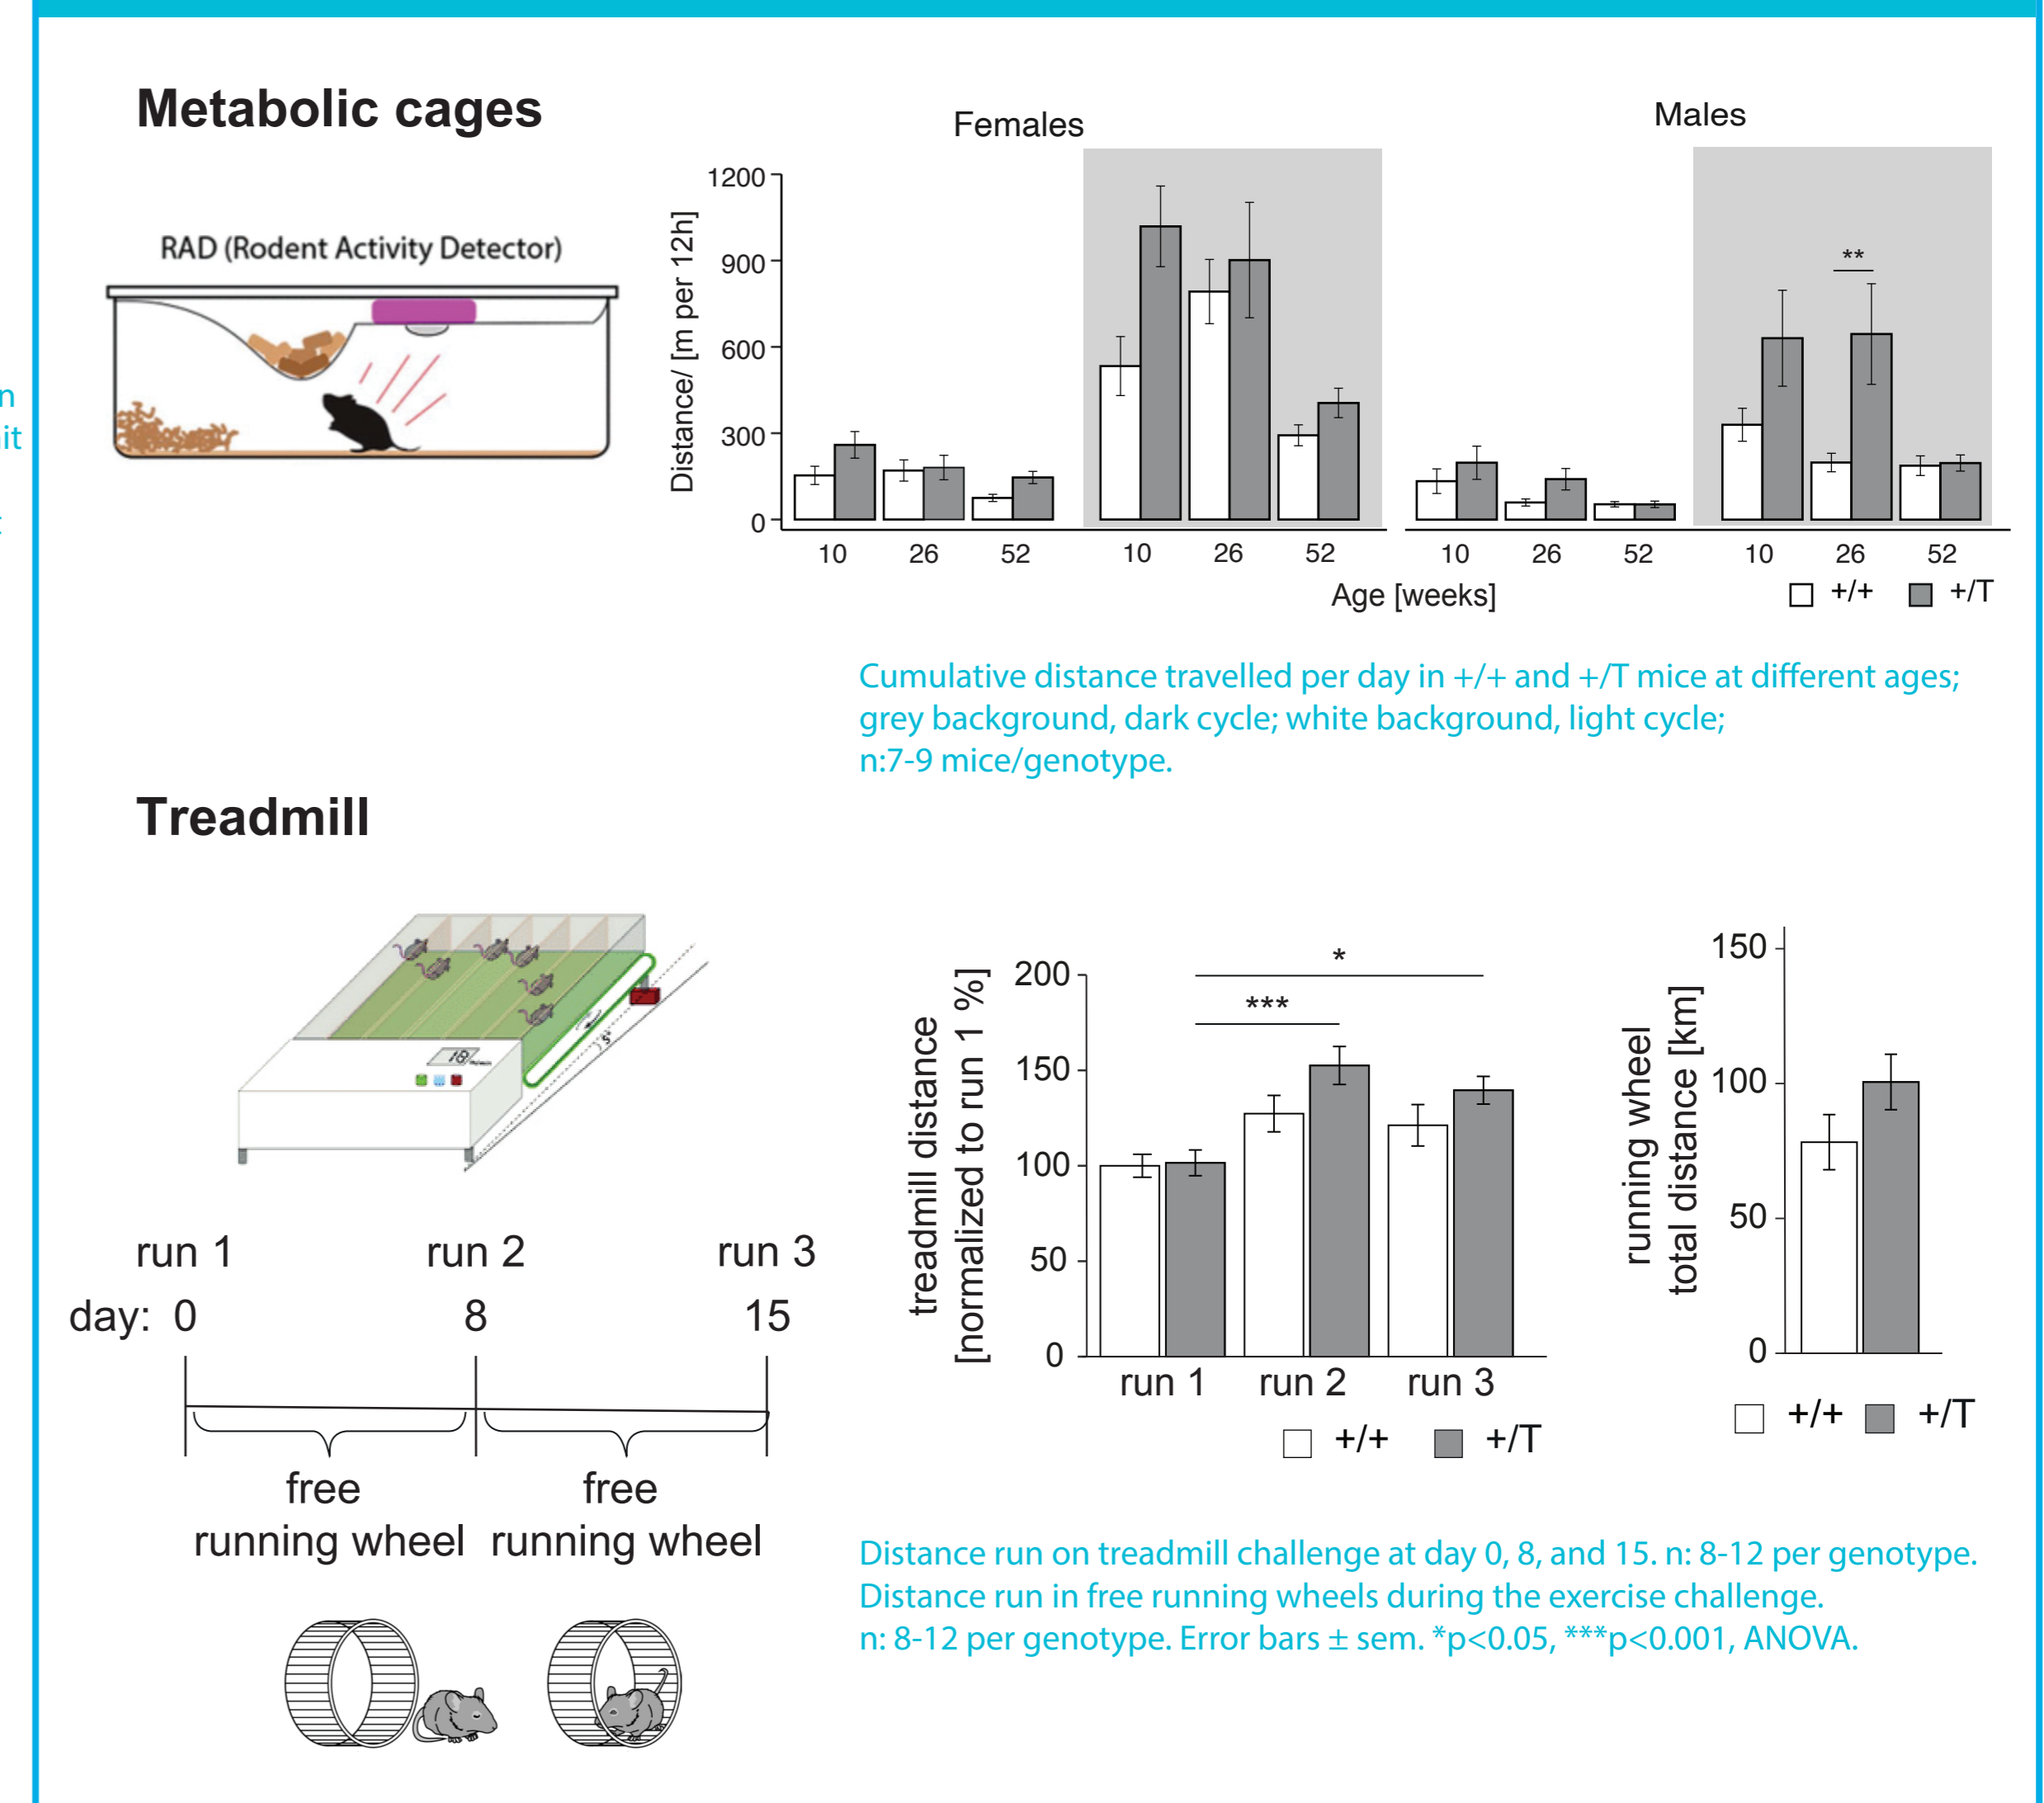 n
it
Metabolic cages
RAD (Rodent Activity Detector)
Females
Males
Distance/ [m per 12h]
1200
900
600
300
0
**
10 26 52 10 26 52 10 26 52 10 26 52
Age [weeks]
+/+ +/T
Cumulative distance travelled per day in +/+ and +/T mice at different ages;
grey background, dark cycle; white background, light cycle;
n:7-9 mice/genotype.
Treadmill
run 1 run 2 run 3
day: 0 8 15
free
running wheel
free
running wheel
treadmill distance
[normalized to run 1 %]
200
150
100
50
0
*
***
run 1 run 2 run 3
+/+ +/T
running wheel
total distance [km]
150
100
50
0
+/+ +/T
Distance run on treadmill challenge at day 0, 8, and 15. n: 8-12 per genotype.
Distance run in free running wheels during the exercise challenge.
n: 8-12 per genotype. Error bars ± sem. *p<0.05, ***p<0.001, ANOVA.